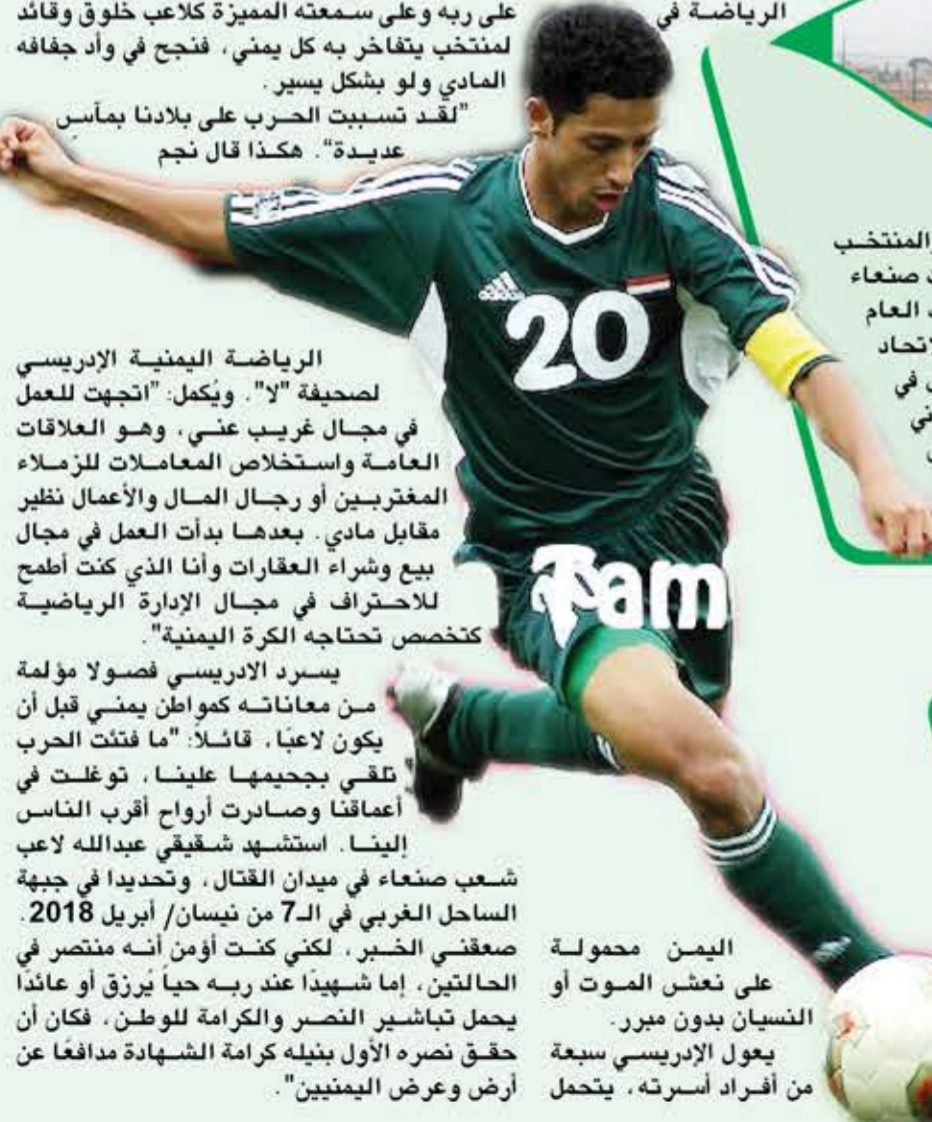 الرياضة في
المنتخب
صنعاء
العام
لاتحاد
في
اليمن محمولة
على نعش الموت أو
النسيان بدون مبرر.
يعول الإدريسي سبعة
من أفراد أسرته، يتحمل
على ربه وعلى سمعته المميزة كلاعب خلوق وقائد
لمنتخب يتفاخر به كل يمني، فنجح في وأد جفافه
المادي ولو بشكل يسير.
"لقد تسببت الحرب على بلادنا بمآسٍ
عديدة". هكذا قال نجم
الرياضة اليمنية الإدريسي
لصحيفة "لا". ويُكمل: "اتجهت للعمل
في مجال غريب عني، وهو العلاقات
العامة واستخلاص المعاملات للزملاء
المغتربين أو رجال المال والأعمال نظير
مقابل مادي. بعدها بدأت العمل في مجال
بيع وشراء العقارات وأنا الذي كنت أطمح
للاحتراف في مجال الإدارة الرياضية
كتخصص تحتاجه الكرة اليمنية".
يسرد الادريسي فصولا مؤلمة
من معاناته كمواطن يمني قبل أن
يكون لاعبًا، قائلاً: "ما فتئت الحرب
تلقي بجحيمها علينا، توغلت في
أعماقنا وصادرت أرواح أقرب الناس
إلينا. استشهد شقيقي عبدالله لاعب
شعب صنعاء في ميدان القتال، وتحديدا في جبهة
الساحل الغربي في الـ7 من نيسان/ أبريل 2018.
صعقني الخبر، لكني كنت أؤمن أنه منتصر في
الحالتين، إما شهيدًا عند ربه حياً يُرزق أو عائدًا
يحمل تباشير النصر والكرامة للوطن، فكان أن
حقق نصره الأول بنيله كرامة الشهادة مدافعًا عن
أرض وعرض اليمنيين".
adidas
20
am